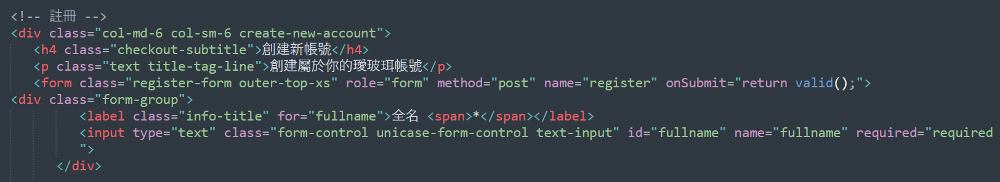 <!-- 註冊 -->
<div class="col-md-6 col-sm-6 create-new-account">
<h4 class="checkout-subtitle">創建新帳號</h4>
<p class="text title-tag-line">創建屬於你的璦玻珥帳號</p>
<form class="register-form outer-top-xs" role="form" method="post" name="register" onSubmit="return valid();">
<div class="form-group">
<label class="info-title" for="fullname">全名 <span>*</span></label>
<input type="text" class="form-control unicase-form-control text-input" id="fullname" name="fullname" required="required
">
</div>